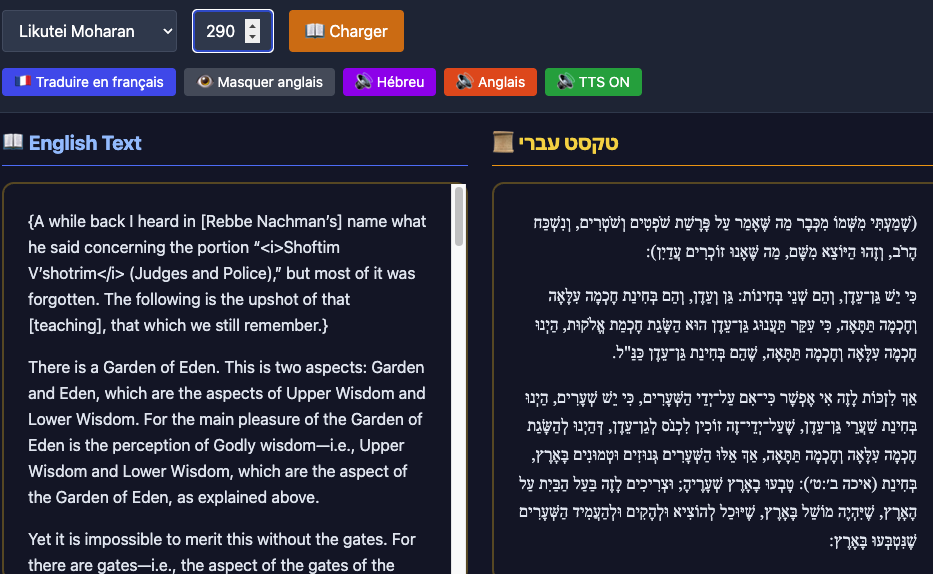 Likutei Moharan
290
📖 Charger
🇫🇷 Traduire en français
👁️ Masquer anglais
🔊 Hébreu
🔊 Anglais
🔊 TTS ON
📖 English Text
{A while back I heard in [Rebbe Nachman’s] name what
he said concerning the portion “<i>Shoftim
V’shotrim</i> (Judges and Police),” but most of it was
forgotten. The following is the upshot of that
[teaching], that which we still remember.}
There is a Garden of Eden. This is two aspects: Garden
and Eden, which are the aspects of Upper Wisdom and
Lower Wisdom. For the main pleasure of the Garden of
Eden is the perception of Godly wisdom—i.e., Upper
Wisdom and Lower Wisdom, which are the aspect of
the Garden of Eden, as explained above.
Yet it is impossible to merit this without the gates. For
there are gates—i.e., the aspect of the gates of the
📜 טקסט עברי
(שָׁמַעְתִּי מִשְּׁמוֹ מִכְּבָר מַה שֶּׁאָמַר עַל פָּרָשַׁת שֹׁפְטִים וְשֹׁטְרִים, וְנִשְׁכַּח
הָרֹב, וְזֶהוּ הַיּוֹצֵא מִשָּׁם, מַה שֶּׁאָנוּ זוֹכְרִים עֲדַיִן):
כִּי יֵשׁ גַּן־עֵדֶן, וְהֵם שְׁנֵי בְּחִינוֹת: גַּן וְעֵדֶן, וְהֵם בְּחִינַת חָכְמָה עִלָּאָה
וְחָכְמָה תַּתָּאָה, כִּי עִקַּר תַּעֲנוּג גַּן־עֵדֶן הוּא הַשָּׂגַת חָכְמַת אֱלֹקוּת, הַיְנוּ
חָכְמָה עִלָּאָה וְחָכְמָה תַּתָּאָה, שֶׁהֵם בְּחִינַת גַּן־עֵדֶן כַּנַּ"ל.
אַךְ לִזְכּוֹת לָזֶה אִי אֶפְשָׁר כִּי־אִם עַל־יְדֵי הַשְּׁעָרִים, כִּי יֵשׁ שְׁעָרִים, הַיְנוּ
בְּחִינַת שַׁעֲרֵי גַּן־עֵדֶן, שֶׁעַל־יְדֵי־זֶה זוֹכִין לִכְנֹס לְגַן־עֵדֶן, דְּהַיְנוּ לְהַשָּׂגַת
חָכְמָה עִלָּאָה וְחָכְמָה תַּתָּאָה, אַךְ אֵלּוּ הַשְּׁעָרִים גְּנוּזִים וּטְמוּנִים בָּאָרֶץ,
בְּחִינַת (איכה ב׳:ט׳): טָבְעוּ בָאָרֶץ שְׁעָרֶיהָ; וּצְרִיכִים לָזֶה בַּעַל הַבַּיִת עַל
הָאָרֶץ, שֶׁיִּהְיֶה מוֹשֵׁל בָּאָרֶץ, שֶׁיּוּכַל לְהוֹצִיא וּלְהָקִים וּלְהַעֲמִיד הַשְּׁעָרִים
שֶׁנִּטְבְּעוּ בָּאָרֶץ: